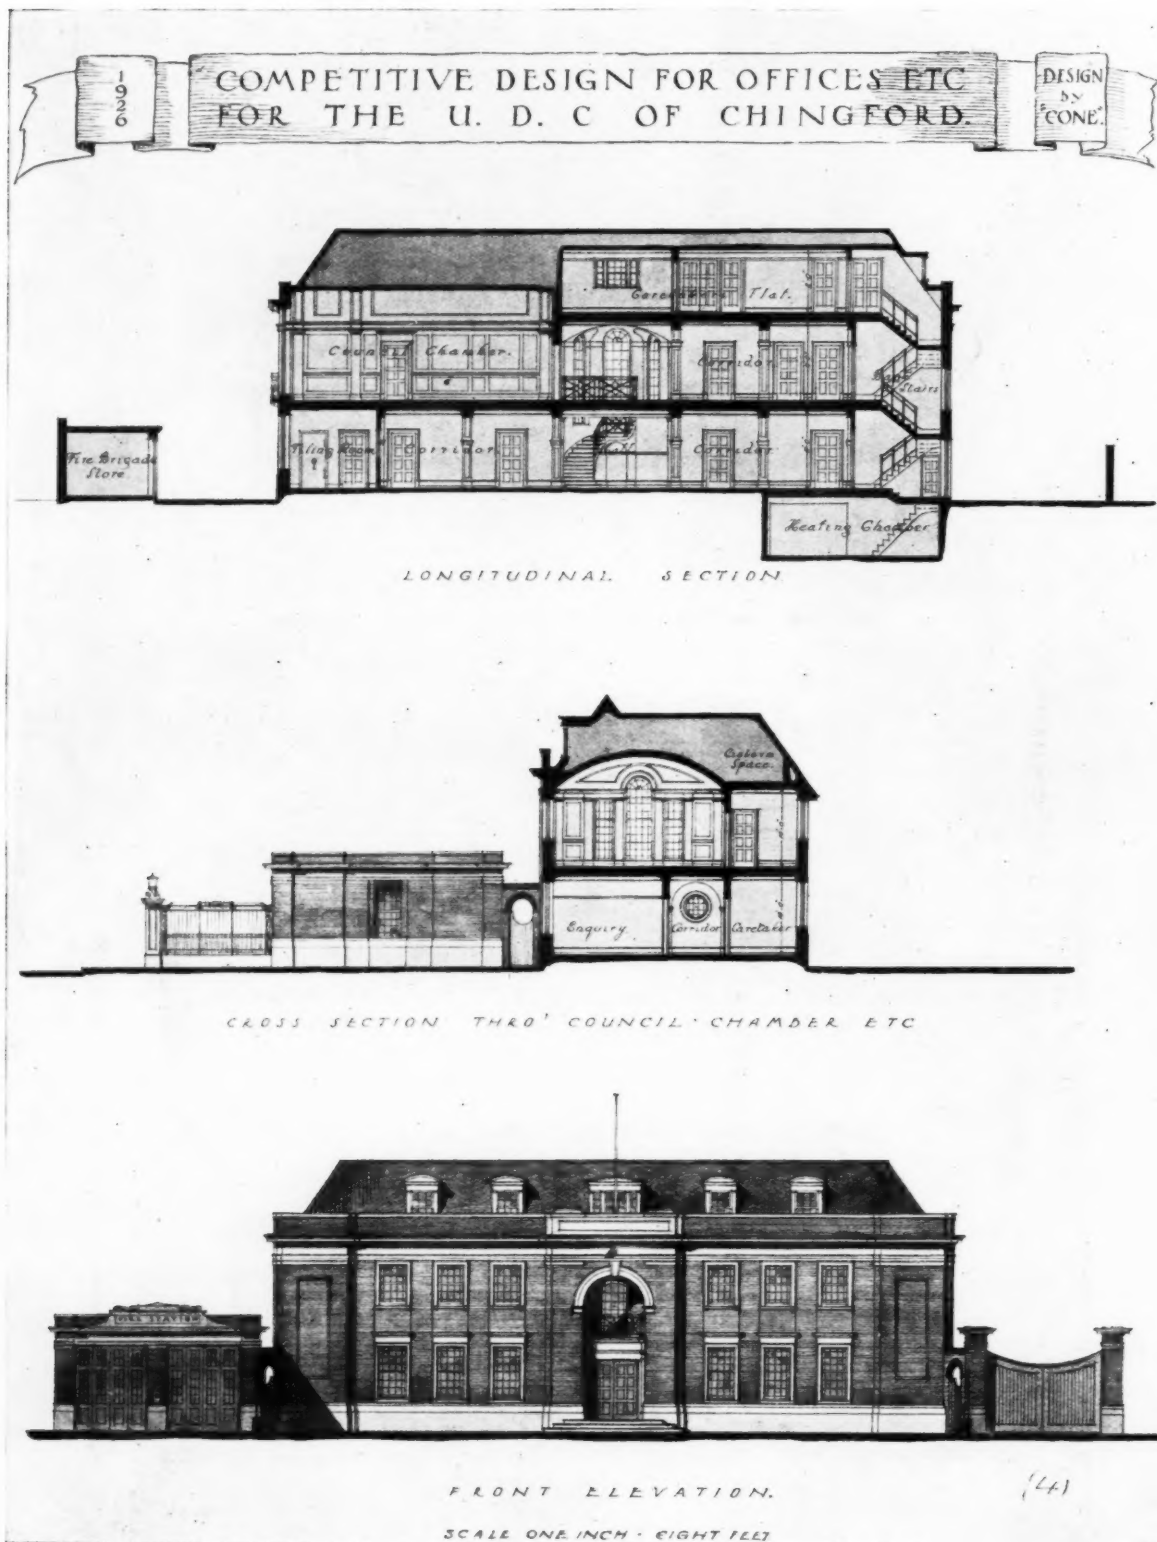 1926
COMPETITIVE DESIGN FOR OFFICES ETC
FOR THE U. D. C OF CHINGFORD.
DESIGN
by
"CONE".
Caretakers Flat.
Council Chamber.
Corridor
Stairs
Fire Brigade
Store.
Filing Room
Corridor
Hall
Corridor
Heating Chamber
LONGITUDINAL SECTION
Cistern
Space.
Enquiry
Corridor
Caretaker
CROSS SECTION THRO' COUNCIL · CHAMBER ETC
FIRE STATION
FRONT ELEVATION.
(4)
SCALE ONE INCH · EIGHT FEET